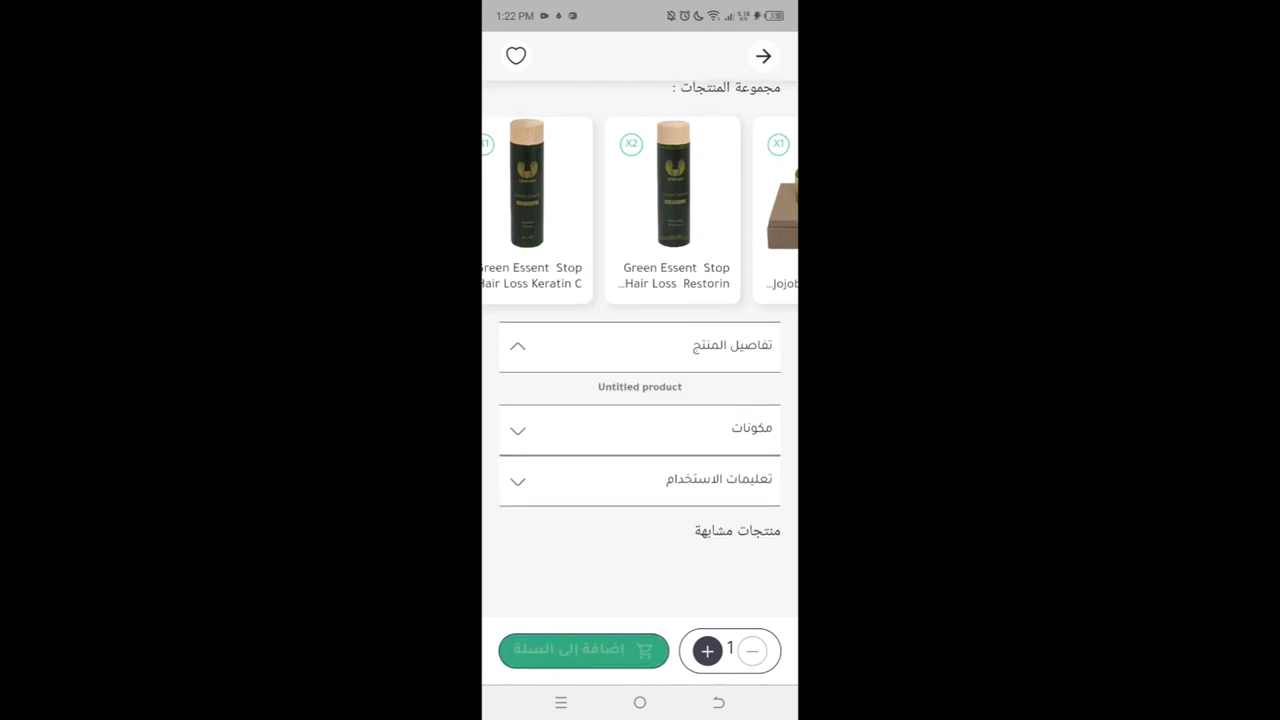 1:22 PM
مجموعة المنتجات :
X1
X2
X1
Green Essent Stop
Hair Loss Restorin...
Green Essent Stop
Hair Loss Keratin C
Jojob...
تفاصيل المنتج
Untitled product
مكونات
تعليمات الاستخدام
منتجات مشابهة
1
إضافة إلى السلة